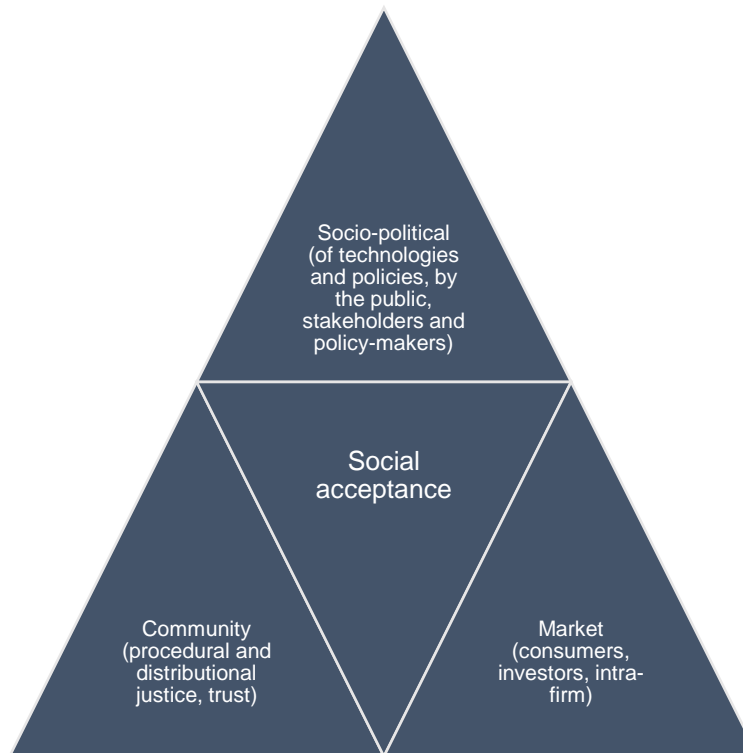 Socio-political
(of technologies
and policies, by
the public,
stakeholders and
policy-makers)
Social
acceptance
Community
(procedural and
distributional
justice, trust)
Market
(consumers,
investors, intra-
firm)